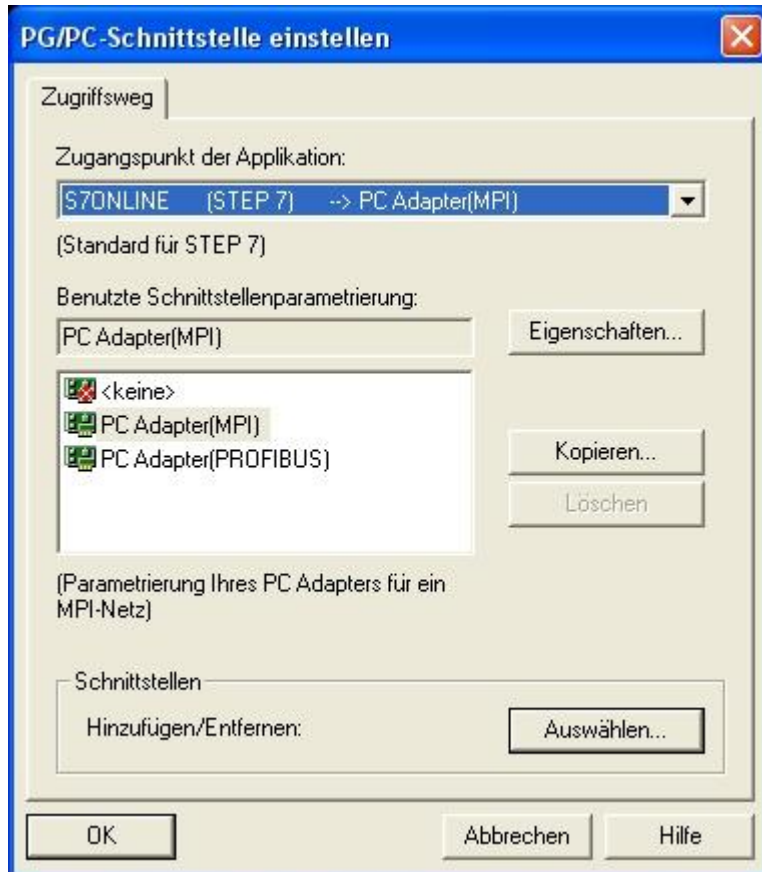 PG/PC-Schnittstelle einstellen
Zugriffsweg
Zugangspunkt der Applikation:
S7ONLINE (STEP 7) --> PC Adapter(MPI)
(Standard für STEP 7)
Benutzte Schnittstellenparametrierung:
PC Adapter(MPI)
Eigenschaften...
<keine>
PC Adapter(MPI)
PC Adapter(PROFIBUS)
Kopieren...
Löschen
(Parametrierung Ihres PC Adapters für ein
MPI-Netz)
Schnittstellen
Hinzufügen/Entfernen:
Auswählen...
OK
Abbrechen
Hilfe